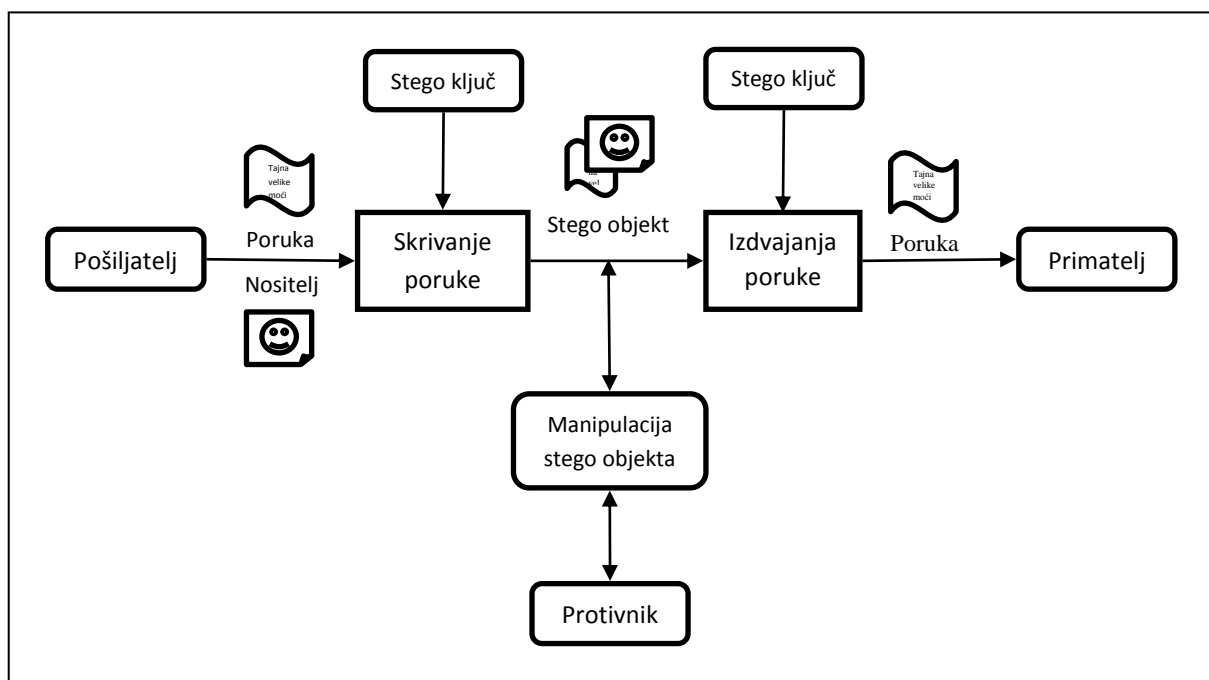 Stego ključ
Stego ključ
Tajna
velike
moći
Tajna
velike
moći
Stego objekt
Poruka
Skrivanje
poruke
Izdvajanja
poruke
Poruka
Pošiljatelj
Primatelj
Nositelj
Manipulacija
stego objekta
Protivnik